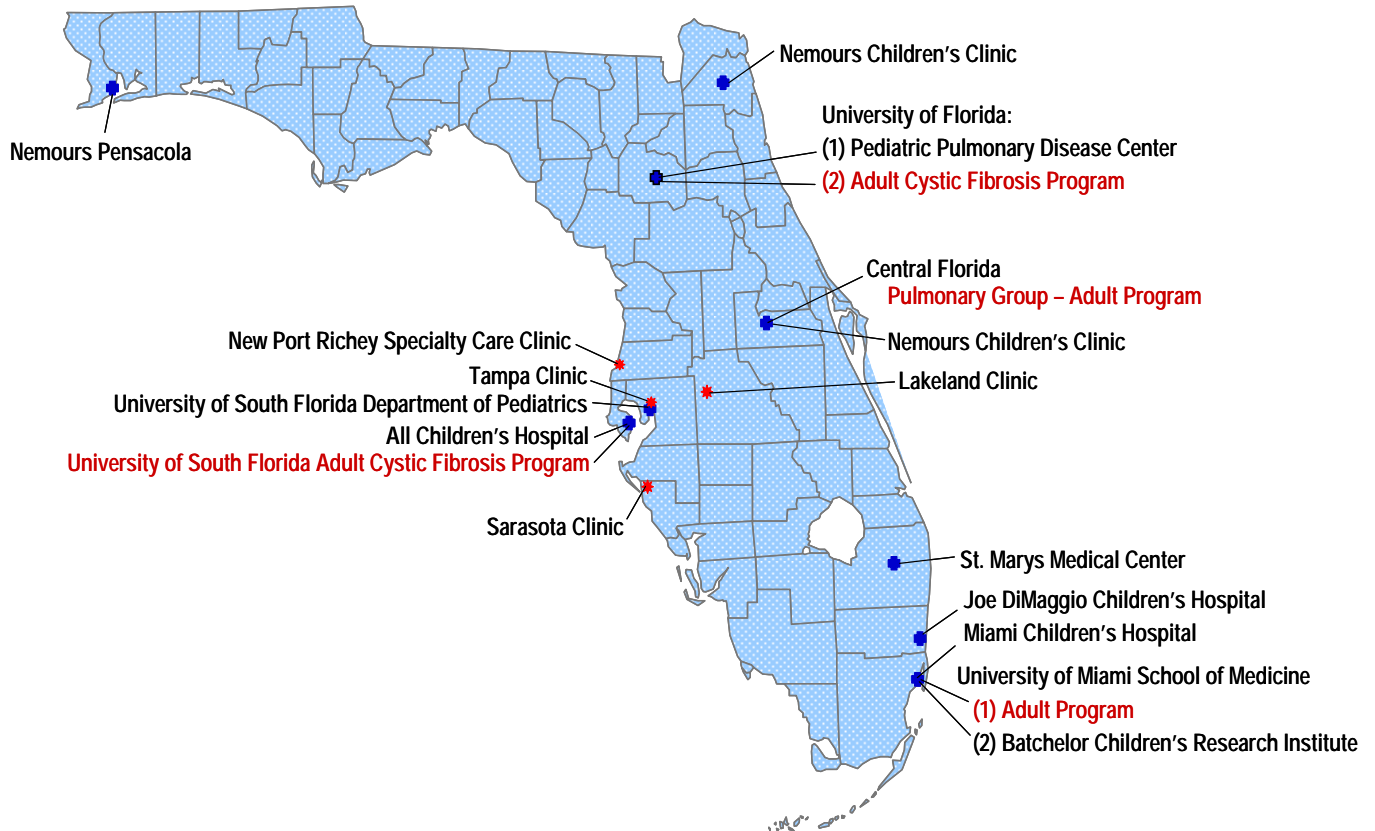 Nemours Children's Clinic
University of Florida:
(1) Pediatric Pulmonary Disease Center
(2) Adult Cystic Fibrosis Program
Nemours Pensacola
Central Florida
Pulmonary Group – Adult Program
Nemours Children's Clinic
Lakeland Clinic
New Port Richey Specialty Care Clinic
Tampa Clinic
University of South Florida Department of Pediatrics
All Children's Hospital
University of South Florida Adult Cystic Fibrosis Program
Sarasota Clinic
St. Marys Medical Center
Joe DiMaggio Children's Hospital
Miami Children's Hospital
University of Miami School of Medicine
(1) Adult Program
(2) Batchelor Children's Research Institute